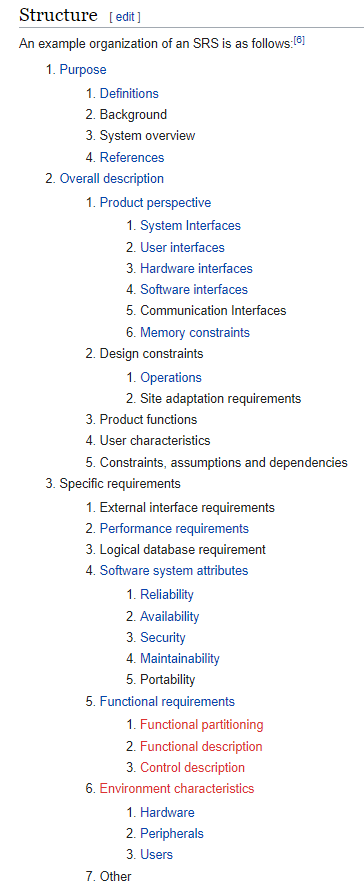 Structure [ edit ]
An example organization of an SRS is as follows:[6]
1. Purpose
1. Definitions
2. Background
3. System overview
4. References
2. Overall description
1. Product perspective
1. System Interfaces
2. User interfaces
3. Hardware interfaces
4. Software interfaces
5. Communication Interfaces
6. Memory constraints
2. Design constraints
1. Operations
2. Site adaptation requirements
3. Product functions
4. User characteristics
5. Constraints, assumptions and dependencies
3. Specific requirements
1. External interface requirements
2. Performance requirements
3. Logical database requirement
4. Software system attributes
1. Reliability
2. Availability
3. Security
4. Maintainability
5. Portability
5. Functional requirements
1. Functional partitioning
2. Functional description
3. Control description
6. Environment characteristics
1. Hardware
2. Peripherals
3. Users
7. Other